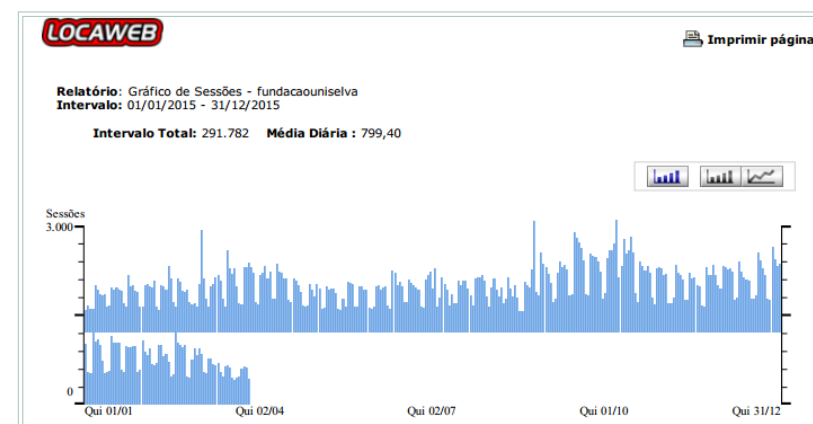 LOCAWEB
Imprimir página
Relatório: Gráfico de Sessões - fundacaouniselva
Intervalo: 01/01/2015 - 31/12/2015
Intervalo Total: 291.782 Média Diária : 799,40
Sessões
3.000
0
Qui 01/01 Qui 02/04 Qui 02/07 Qui 01/10 Qui 31/12